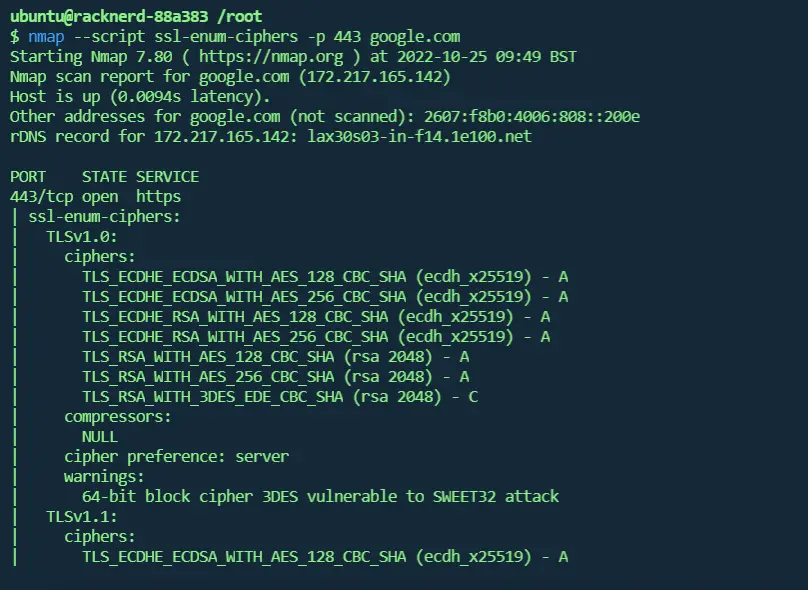 ubuntu@racknerd-88a383 /root
$ nmap --script ssl-enum-ciphers -p 443 google.com
Starting Nmap 7.80 ( https://nmap.org ) at 2022-10-25 09:49 BST
Nmap scan report for google.com (172.217.165.142)
Host is up (0.0094s latency).
Other addresses for google.com (not scanned): 2607:f8b0:4006:808::200e
rDNS record for 172.217.165.142: lax30s03-in-f14.1e100.net

PORT    STATE SERVICE
443/tcp open  https
| ssl-enum-ciphers:
|   TLSv1.0:
|     ciphers:
|       TLS_ECDHE_ECDSA_WITH_AES_128_CBC_SHA (ecdh_x25519) - A
|       TLS_ECDHE_ECDSA_WITH_AES_256_CBC_SHA (ecdh_x25519) - A
|       TLS_ECDHE_RSA_WITH_AES_128_CBC_SHA (ecdh_x25519) - A
|       TLS_ECDHE_RSA_WITH_AES_256_CBC_SHA (ecdh_x25519) - A
|       TLS_RSA_WITH_AES_128_CBC_SHA (rsa 2048) - A
|       TLS_RSA_WITH_AES_256_CBC_SHA (rsa 2048) - A
|       TLS_RSA_WITH_3DES_EDE_CBC_SHA (rsa 2048) - C
|     compressors:
|       NULL
|     cipher preference: server
|     warnings:
|       64-bit block cipher 3DES vulnerable to SWEET32 attack
|   TLSv1.1:
|     ciphers:
|       TLS_ECDHE_ECDSA_WITH_AES_128_CBC_SHA (ecdh_x25519) - A